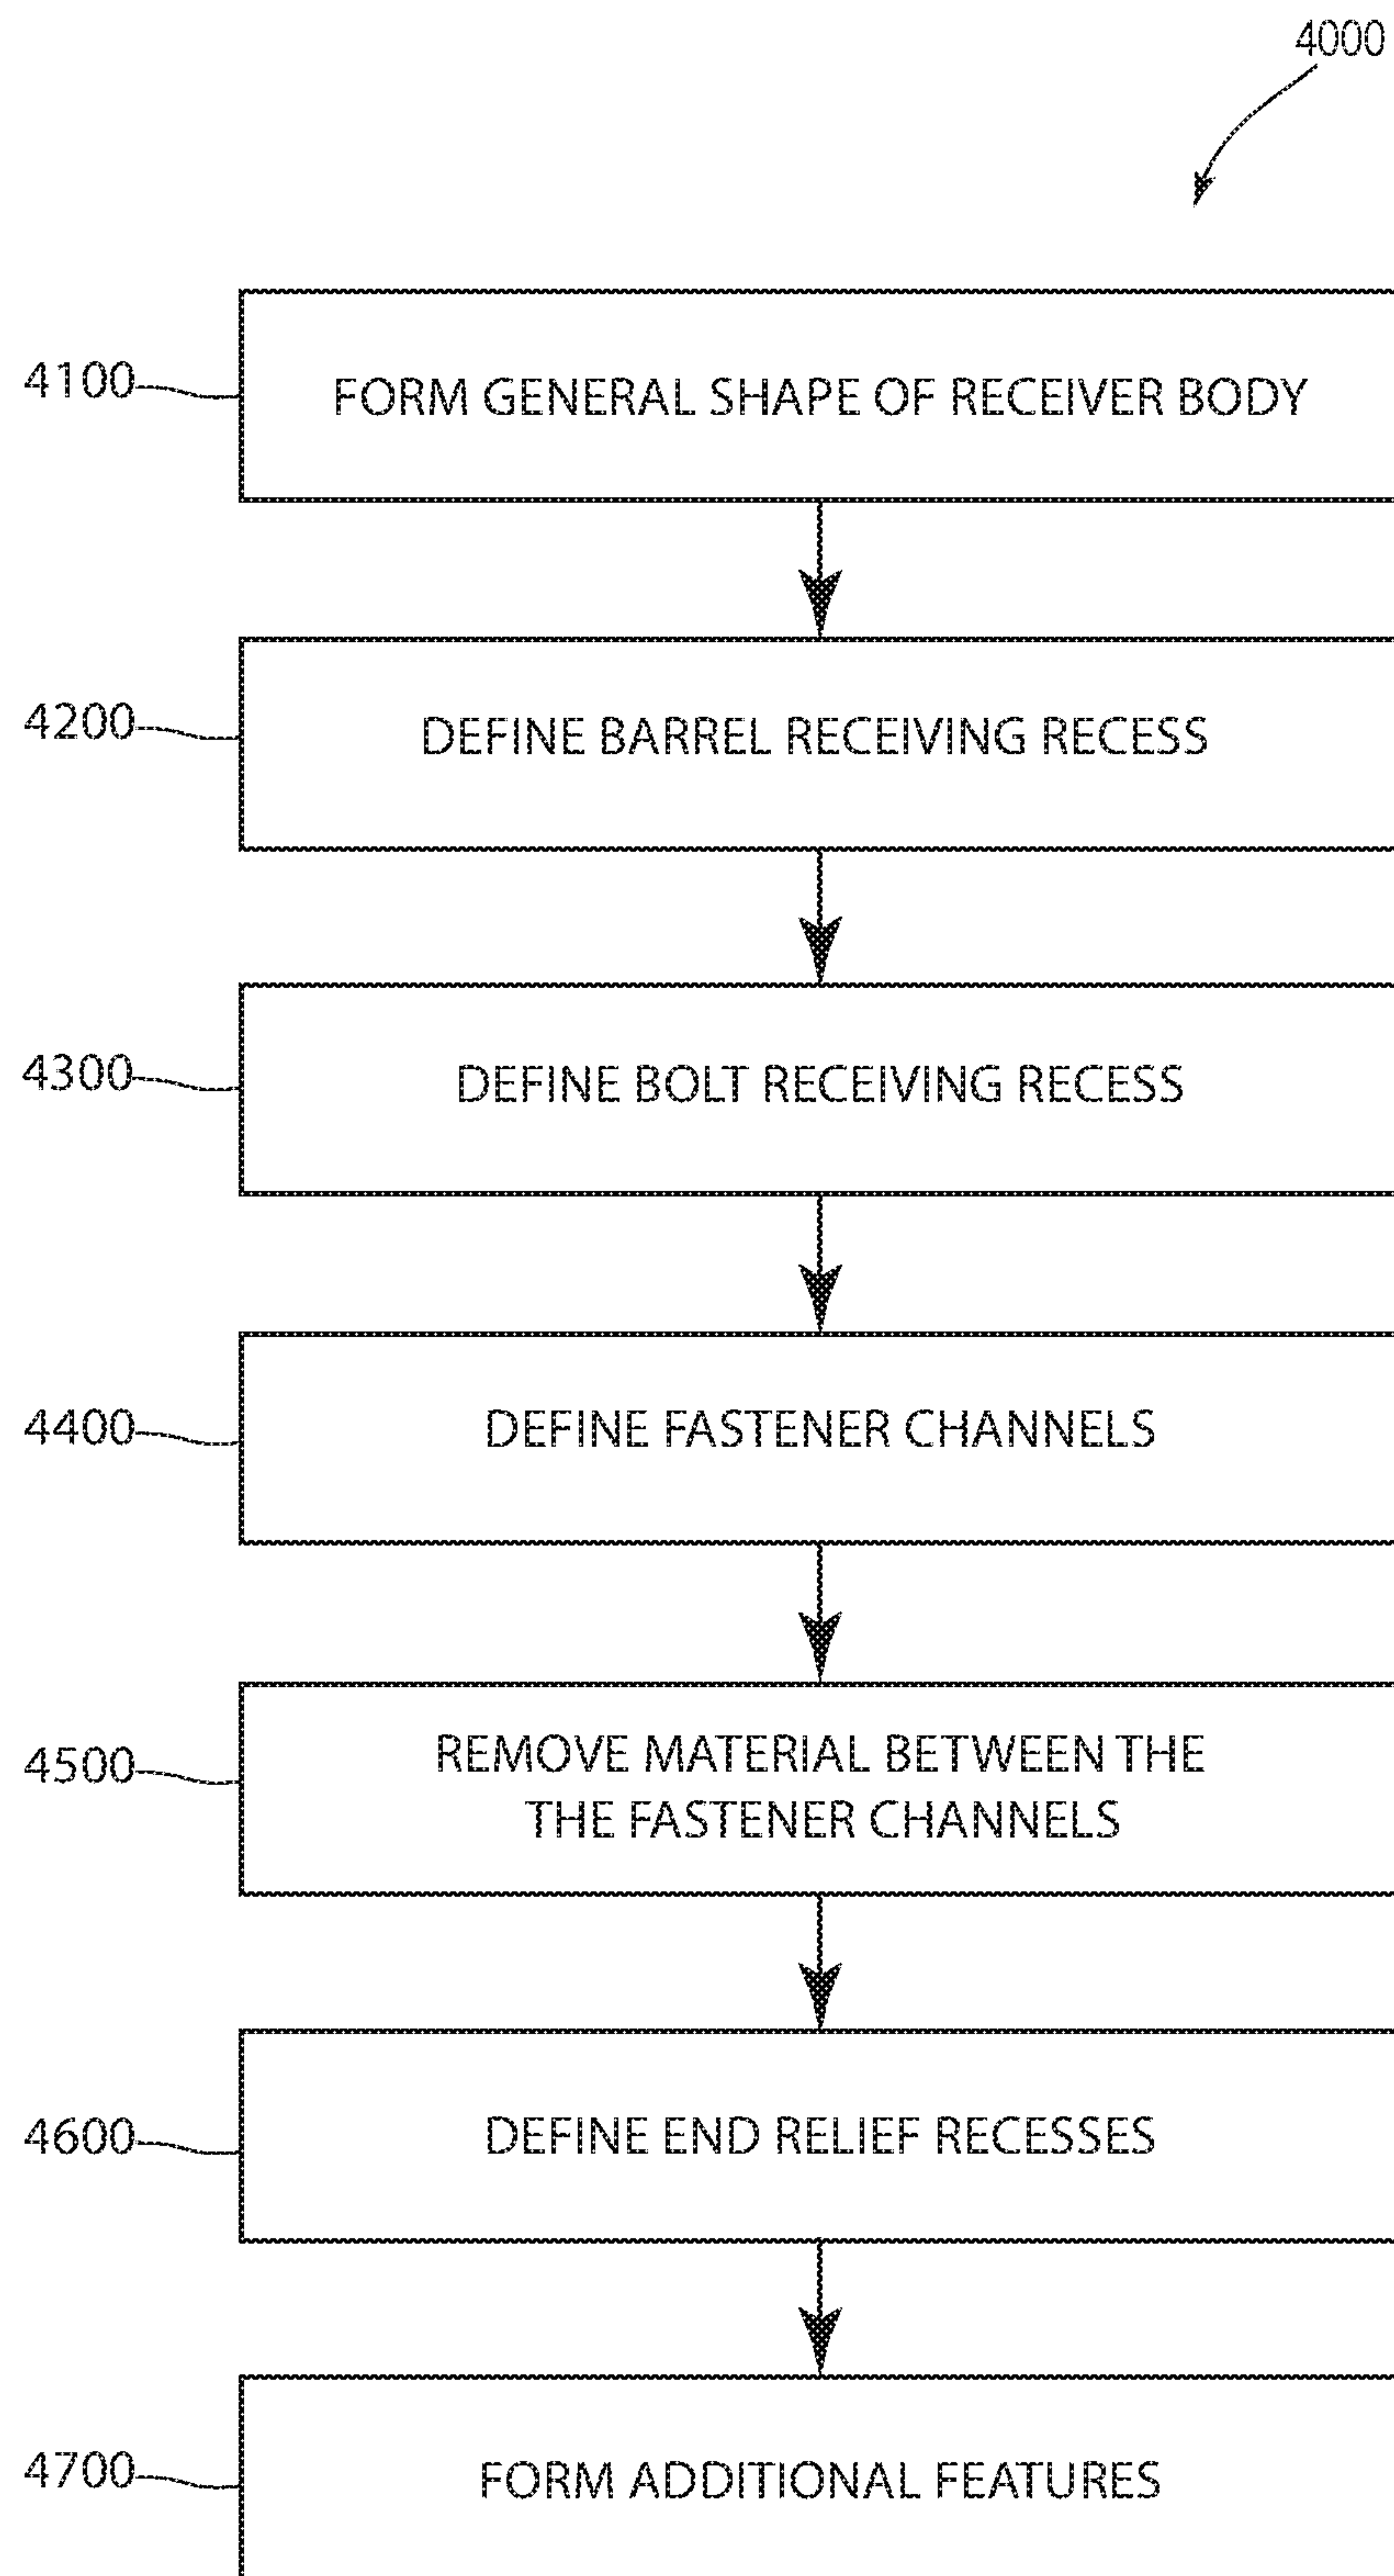 4000
4100
FORM GENERAL SHAPE OF RECEIVER BODY
4200
DEFINE BARREL RECEIVING RECESS
4300
DEFINE BOLT RECEIVING RECESS
4400
DEFINE FASTENER CHANNELS
4500
REMOVE MATERIAL BETWEEN THE
THE FASTENER CHANNELS
4600
DEFINE END RELIEF RECESSES
4700
FORM ADDITIONAL FEATURES